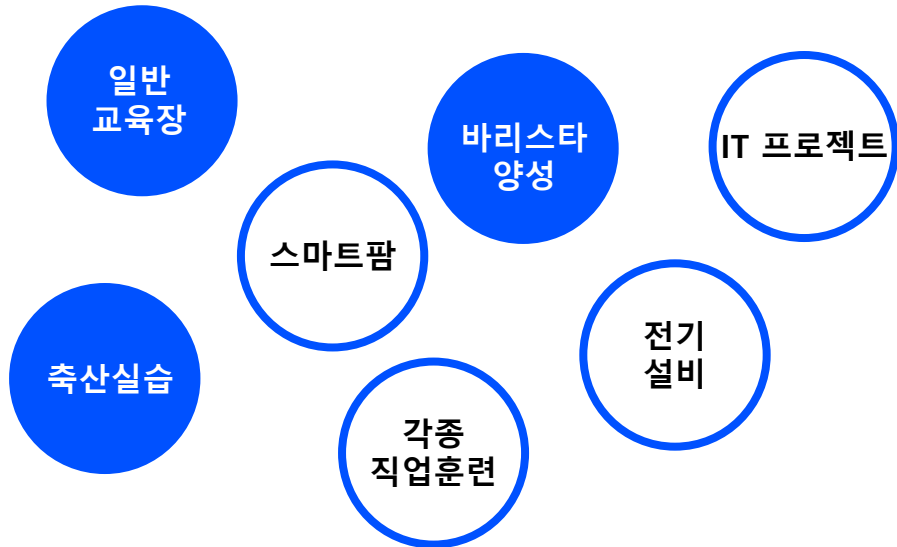 일반
교육장
바리스타
양성
IT 프로젝트
스마트팜
축산실습
전기
설비
각종
직업훈련